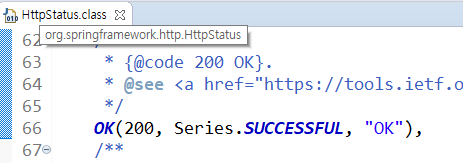 HttpStatus.class
org.springframework.http.HttpStatus
62
63 * {@code 200 OK}.
64 * @see <a href="https://tools.ietf.o
65 */
66 OK(200, Series.SUCCESSFUL, "OK"),
67 /**